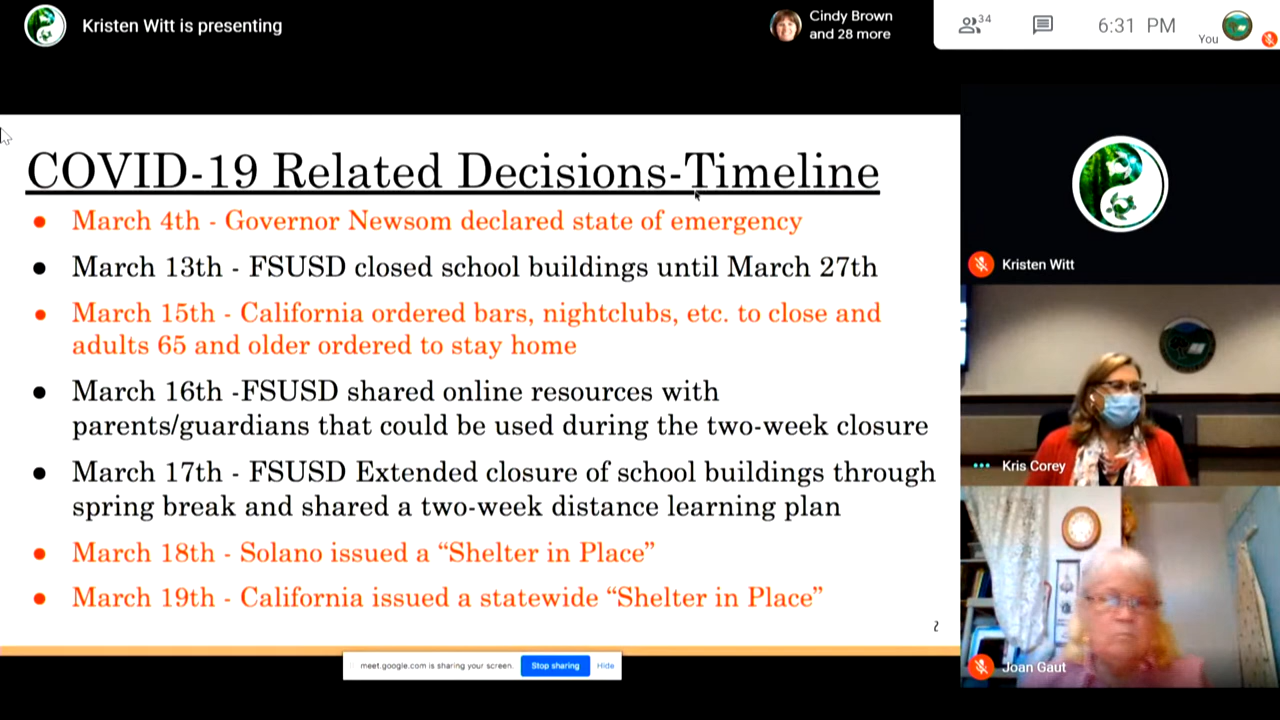 Kristen Witt is presenting
Cindy Brown
and 28 more
34
6:31 PM
You
COVID-19 Related Decisions-Timeline
● March 4th - Governor Newsom declared state of emergency
● March 13th - FSUSD closed school buildings until March 27th
● March 15th - California ordered bars, nightclubs, etc. to close and
adults 65 and older ordered to stay home
● March 16th -FSUSD shared online resources with
parents/guardians that could be used during the two-week closure
● March 17th - FSUSD Extended closure of school buildings through
spring break and shared a two-week distance learning plan
● March 18th - Solano issued a “Shelter in Place”
● March 19th - California issued a statewide “Shelter in Place”
2
meet.google.com is sharing your screen.
Stop sharing
Hide
Kristen Witt
Kris Corey
Joan Gaut